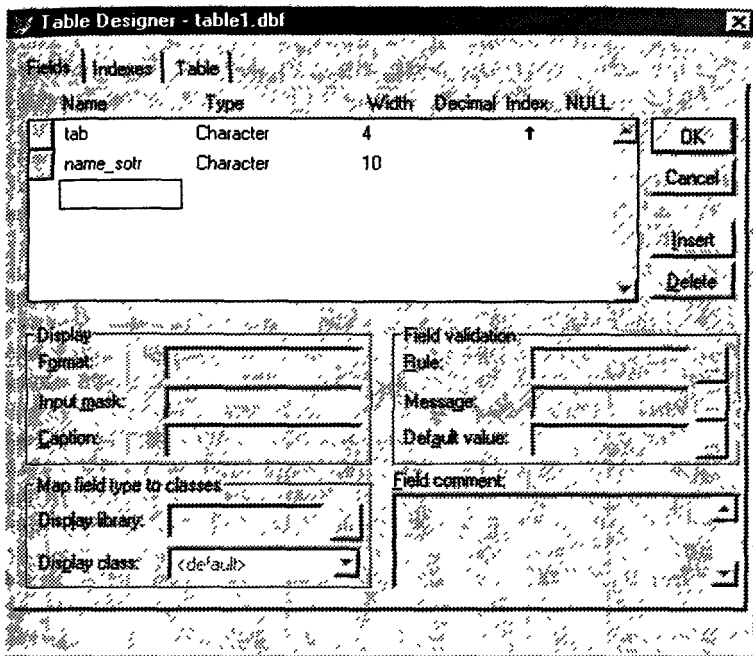 Table Designer - table1.dbf
Fields Indexes Table
Name Type Width Decimal Index NULL
tab Character 4 ↑
name_sotr Character 10
OK
Cancel
Insert
Delete
Display
Format:
Input mask:
Caption:
Field validation
Rule:
Message:
Default value:
Map field type to classes
Display library:
Display class: <default>
Field comment: